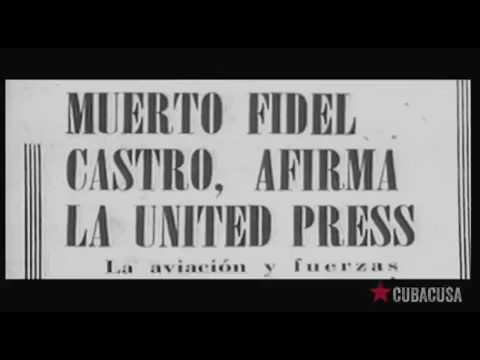 MUERTO FIDEL
CASTRO, AFIRMA
LA UNITED PRESS
La aviación y fuerzas
CUBACUSA